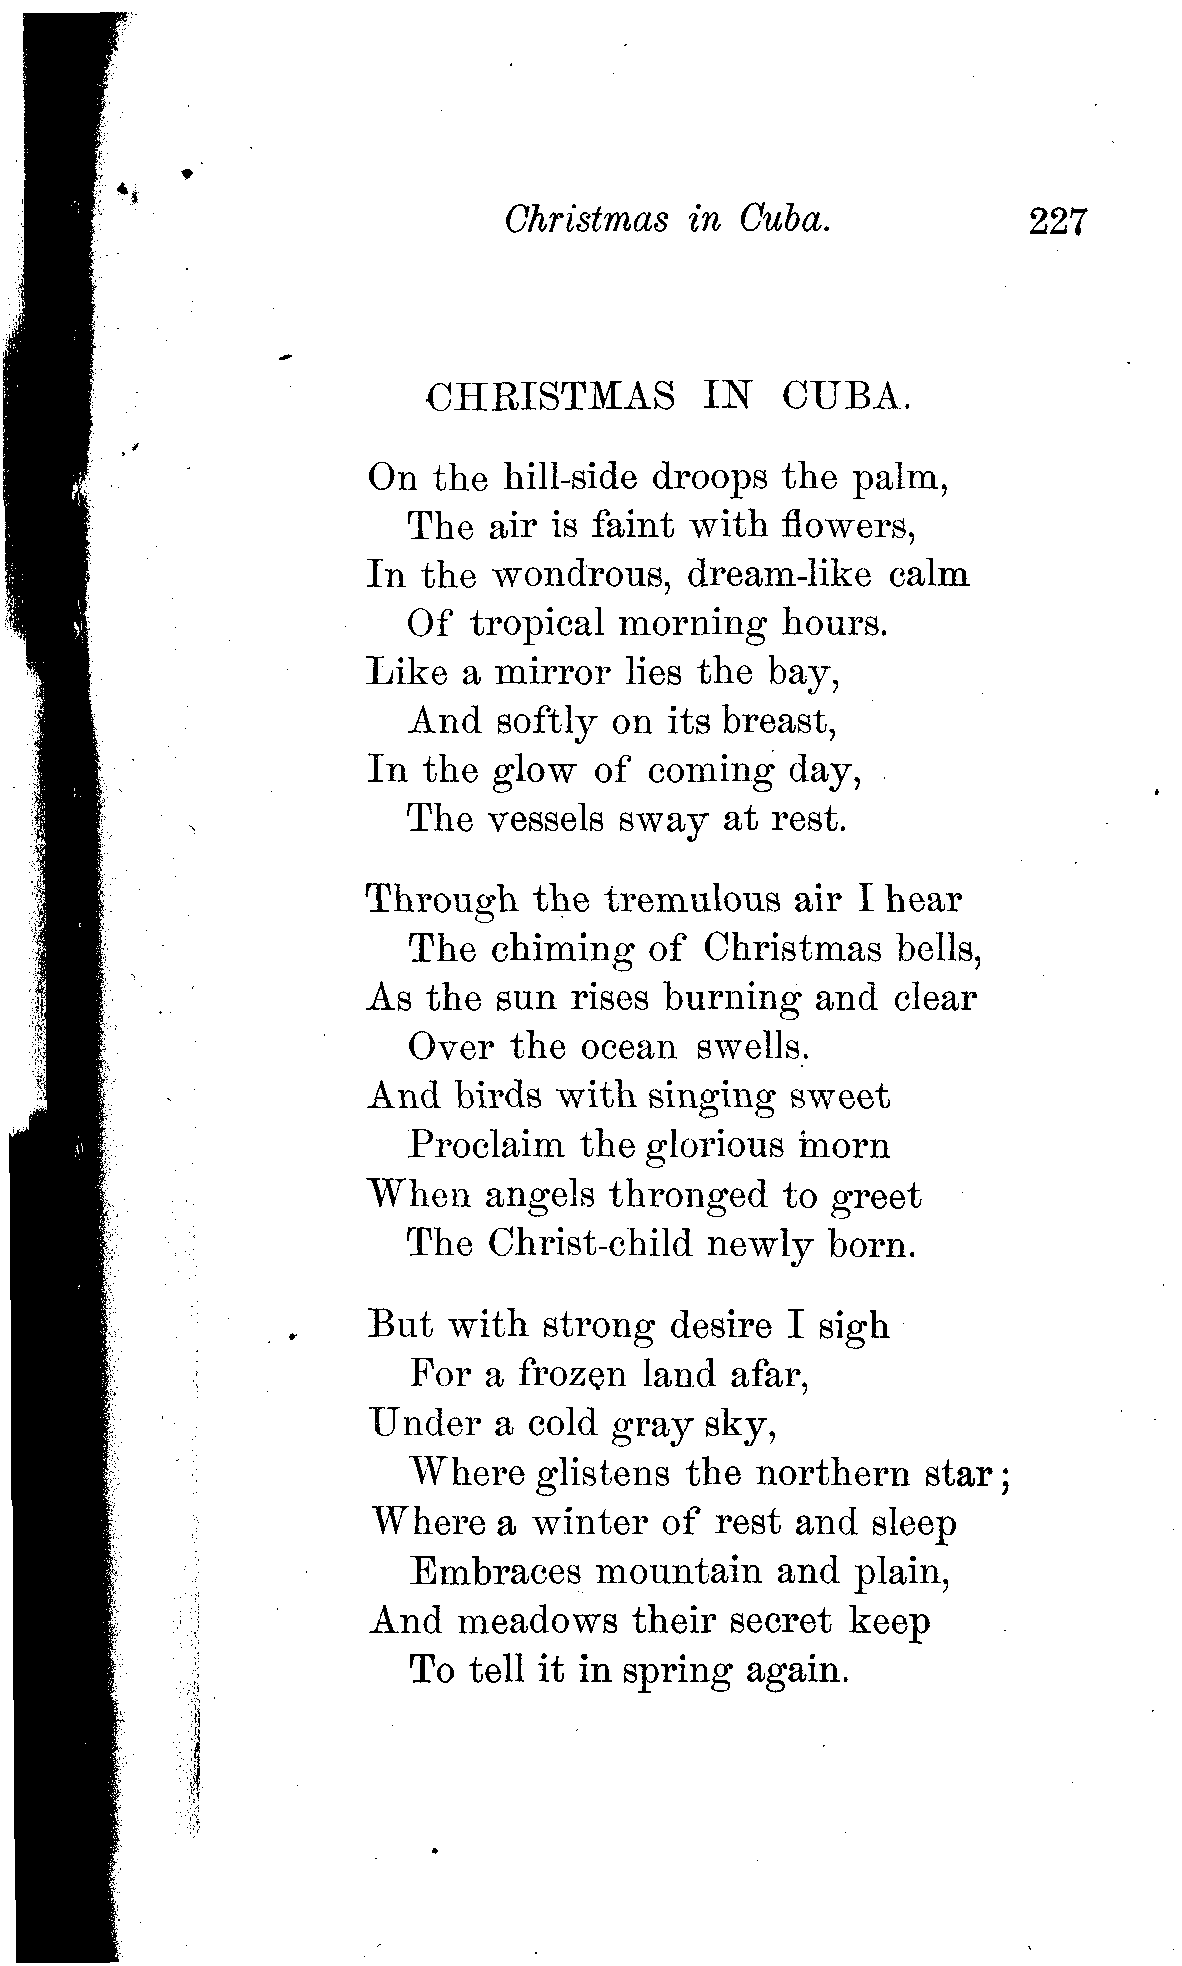 Christmas in Cuba. 227
CHRISTMAS IN CUBA.
On the hill-side droops the palm,
The air is faint with flowers,
In the wondrous, dream-like calm
Of tropical morning hours.
Like a mirror lies the bay,
And softly on its breast,
In the glow of coming day,
The vessels sway at rest.
Through the tremulous air I hear
The chiming of Christmas bells,
As the sun rises burning and clear
Over the ocean swells.
And birds with singing sweet
Proclaim the glorious morn
When angels thronged to greet
The Christ-child newly born.
But with strong desire I sigh
For a frozen land afar,
Under a cold gray sky,
Where glistens the northern star;
Where a winter of rest and sleep
Embraces mountain and plain,
And meadows their secret keep
To tell it in spring again.